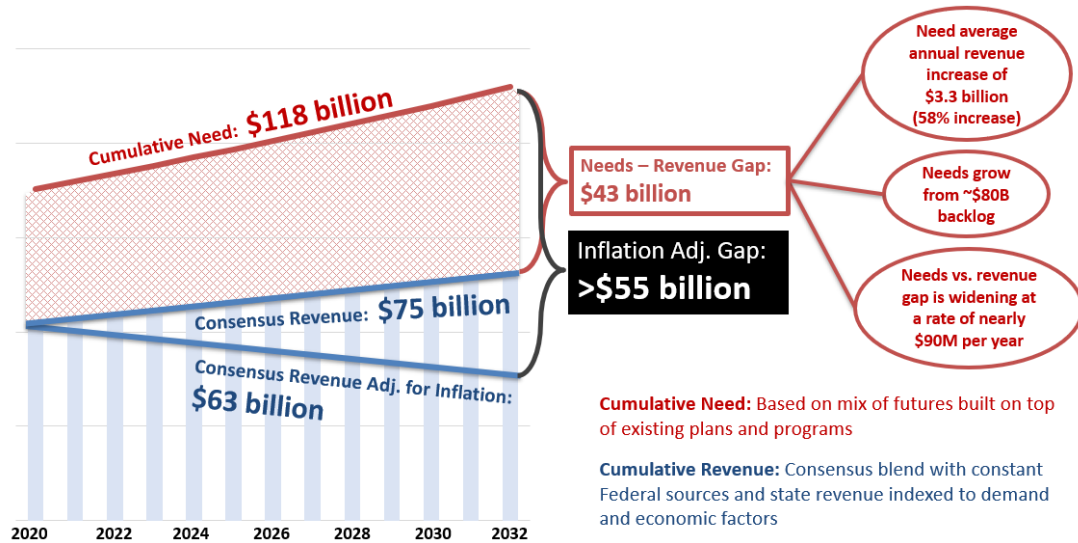 Cumulative Need: $118 billion
Consensus Revenue: $75 billion
Consensus Revenue Adj. for Inflation:
$63 billion
2020 2022 2024 2026 2028 2030 2032
Needs – Revenue Gap:
$43 billion
Inflation Adj. Gap:
>$55 billion
Need average
annual revenue
increase of
$3.3 billion
(58% increase)
Needs grow
from ~$80B
backlog
Needs vs. revenue
gap is widening at
a rate of nearly
$90M per year
Cumulative Need: Based on mix of futures built on top
of existing plans and programs
Cumulative Revenue: Consensus blend with constant
Federal sources and state revenue indexed to demand
and economic factors